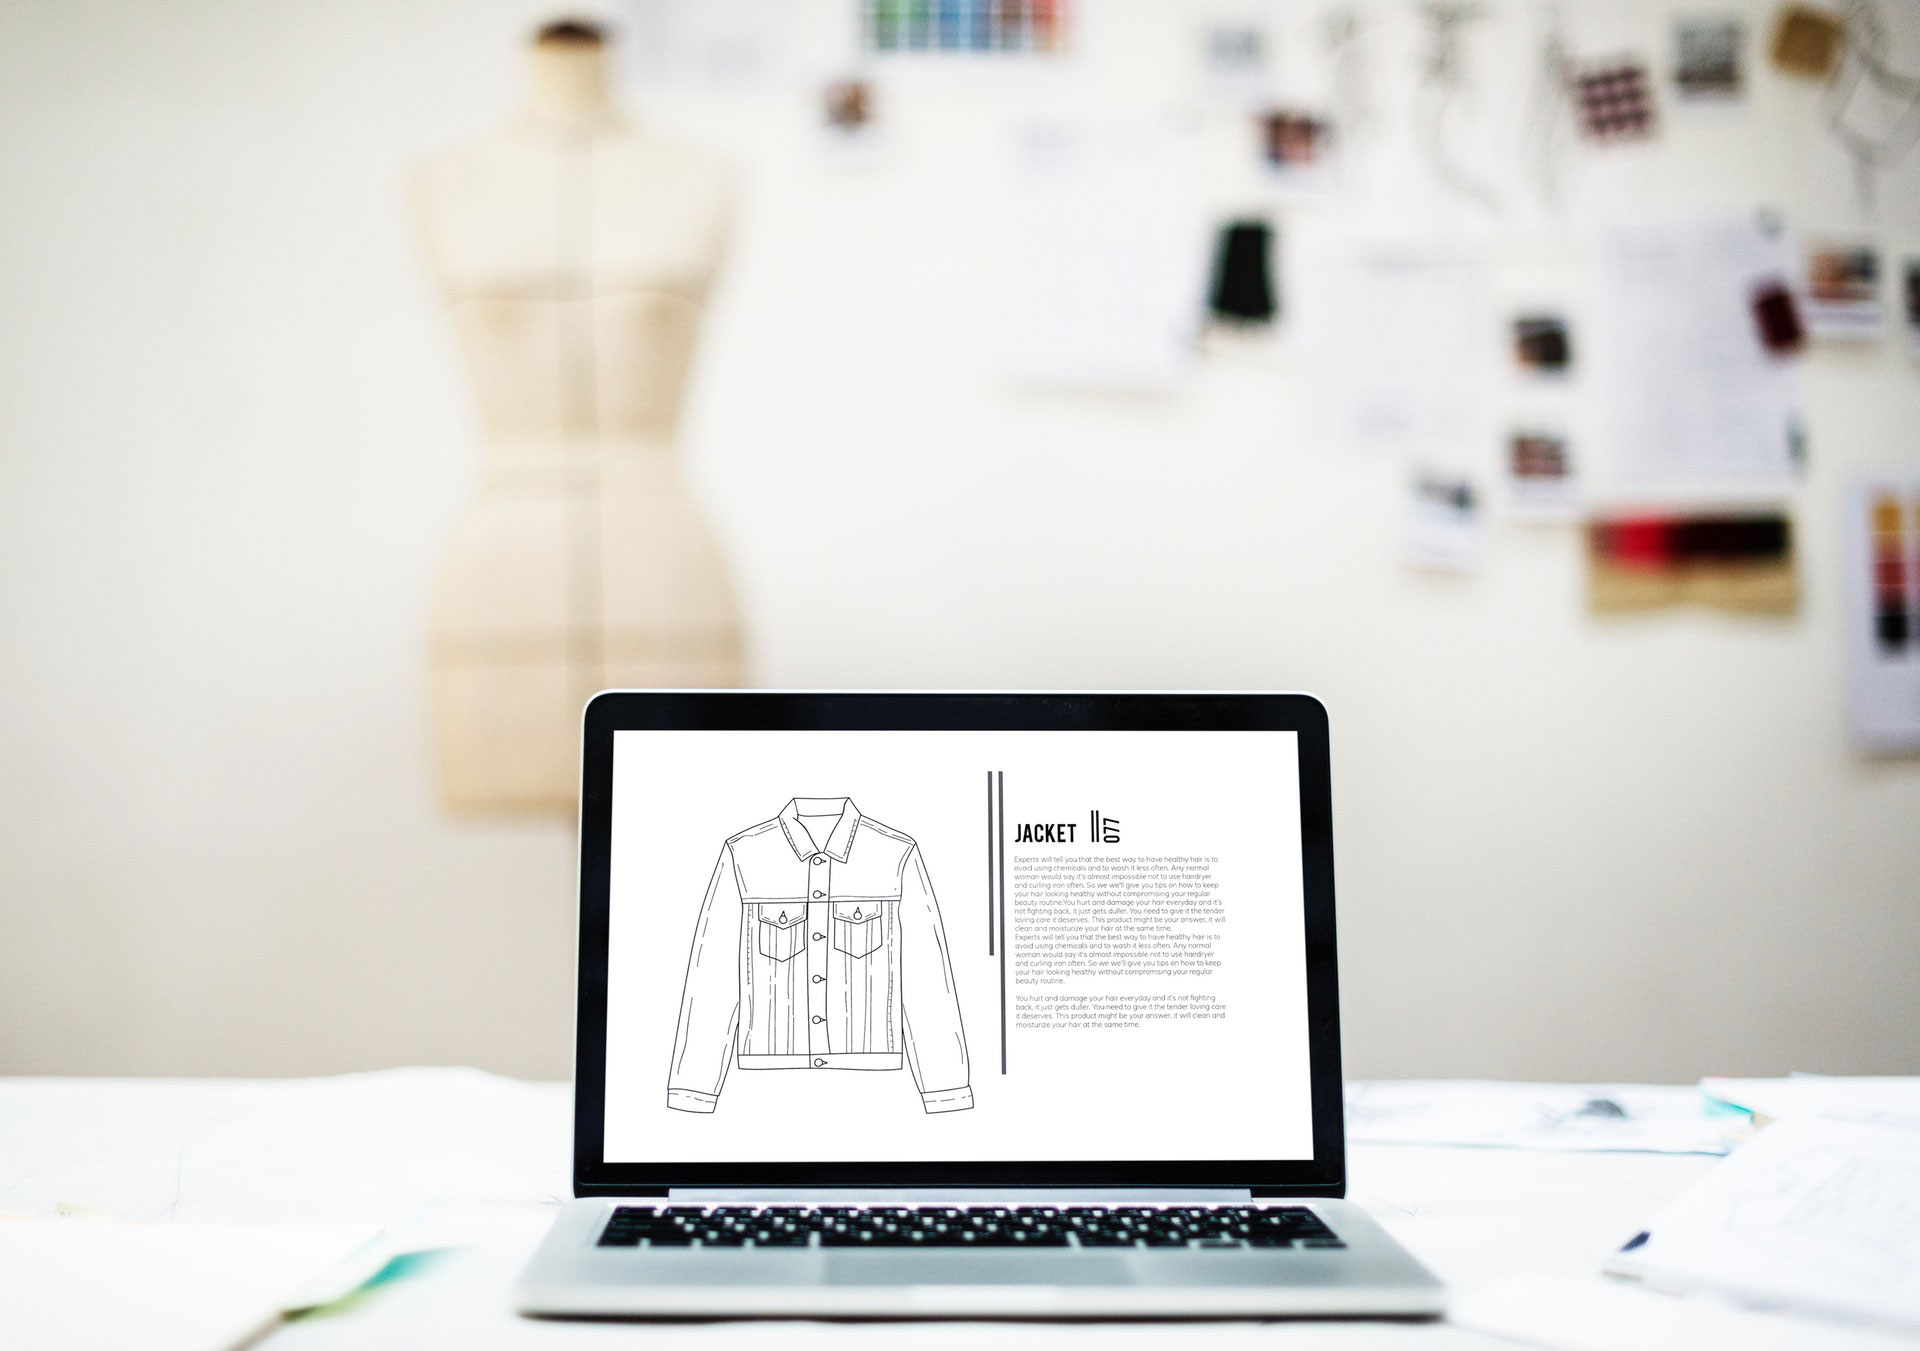 JACKET 077
Experts will tell you that the best way to have healthy hair is to
avoid using chemicals and to wash it less often. Any normal
woman would say it's almost impossible not to use hairdryer
and curling iron often. So we we'll give you tips on how to keep
your hair looking healthy without compromising your regular
beauty routine.You hurt and damage your hair everyday and it's
not fighting back, it just gets duller. You need to give it the tender
loving care it deserves. This product might be your answer, it will
clean and moisturize your hair at the same time.
Experts will tell you that the best way to have healthy hair is to
avoid using chemicals and to wash it less often. Any normal
woman would say it's almost impossible not to use hairdryer
and curling iron often. So we we'll give you tips on how to keep
your hair looking healthy without compromising your regular
beauty routine.
You hurt and damage your hair everyday and it's not fighting
back, it just gets duller. You need to give it the tender loving care
it deserves. This product might be your answer, it will clean and
moisturize your hair at the same time.